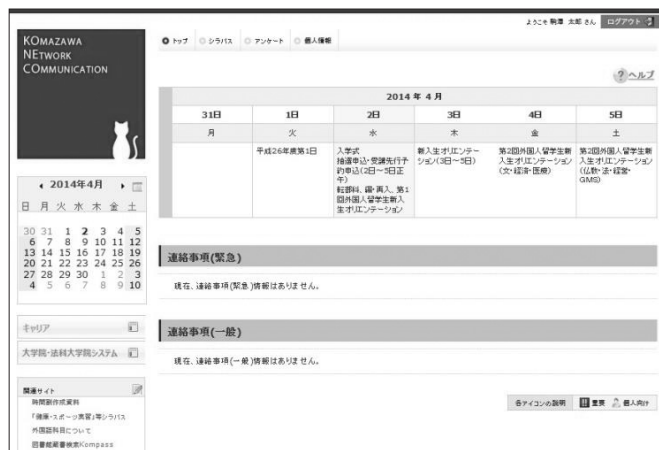 ようこそ 駒澤 太郎 さん ログアウト
KOMAZAWA
NETWORK
COMMUNICATION
トップ シラバス アンケート 個人情報
?ヘルプ
2014 年 4 月
31日 1日 2日 3日 4日 5日
月 火 水 木 金 土
平成26年度第1日
入学式
抽選申込・受講先行予
約申込(2日～5日正
午)
転部科、編・再入、第1
回外国人留学生新入
生オリエンテーション
新入生オリエンテー
ション(3日～5日)
第2回外国人留学生新
入生オリエンテーション
(文・経済・医療)
第2回外国人留学生新
入生オリエンテーション
(仏教・法・経営・
GMS)
2014年4月
日 月 火 水 木 金 土
30 31 1 2 3 4 5
6 7 8 9 10 11 12
13 14 15 16 17 18 19
20 21 22 23 24 25 26
27 28 29 30 1 2 3
4 5 6 7 8 9 10
連絡事項(緊急)
現在、連絡事項(緊急)情報はありません。
連絡事項(一般)
現在、連絡事項(一般)情報はありません。
キャリア
大学院・法科大学院システム
関連サイト
時間割作成資料
「健康・スポーツ実習」等シラバス
外国語科目について
図書館蔵書検索Kompass
各アイコンの説明 重要 個人向け